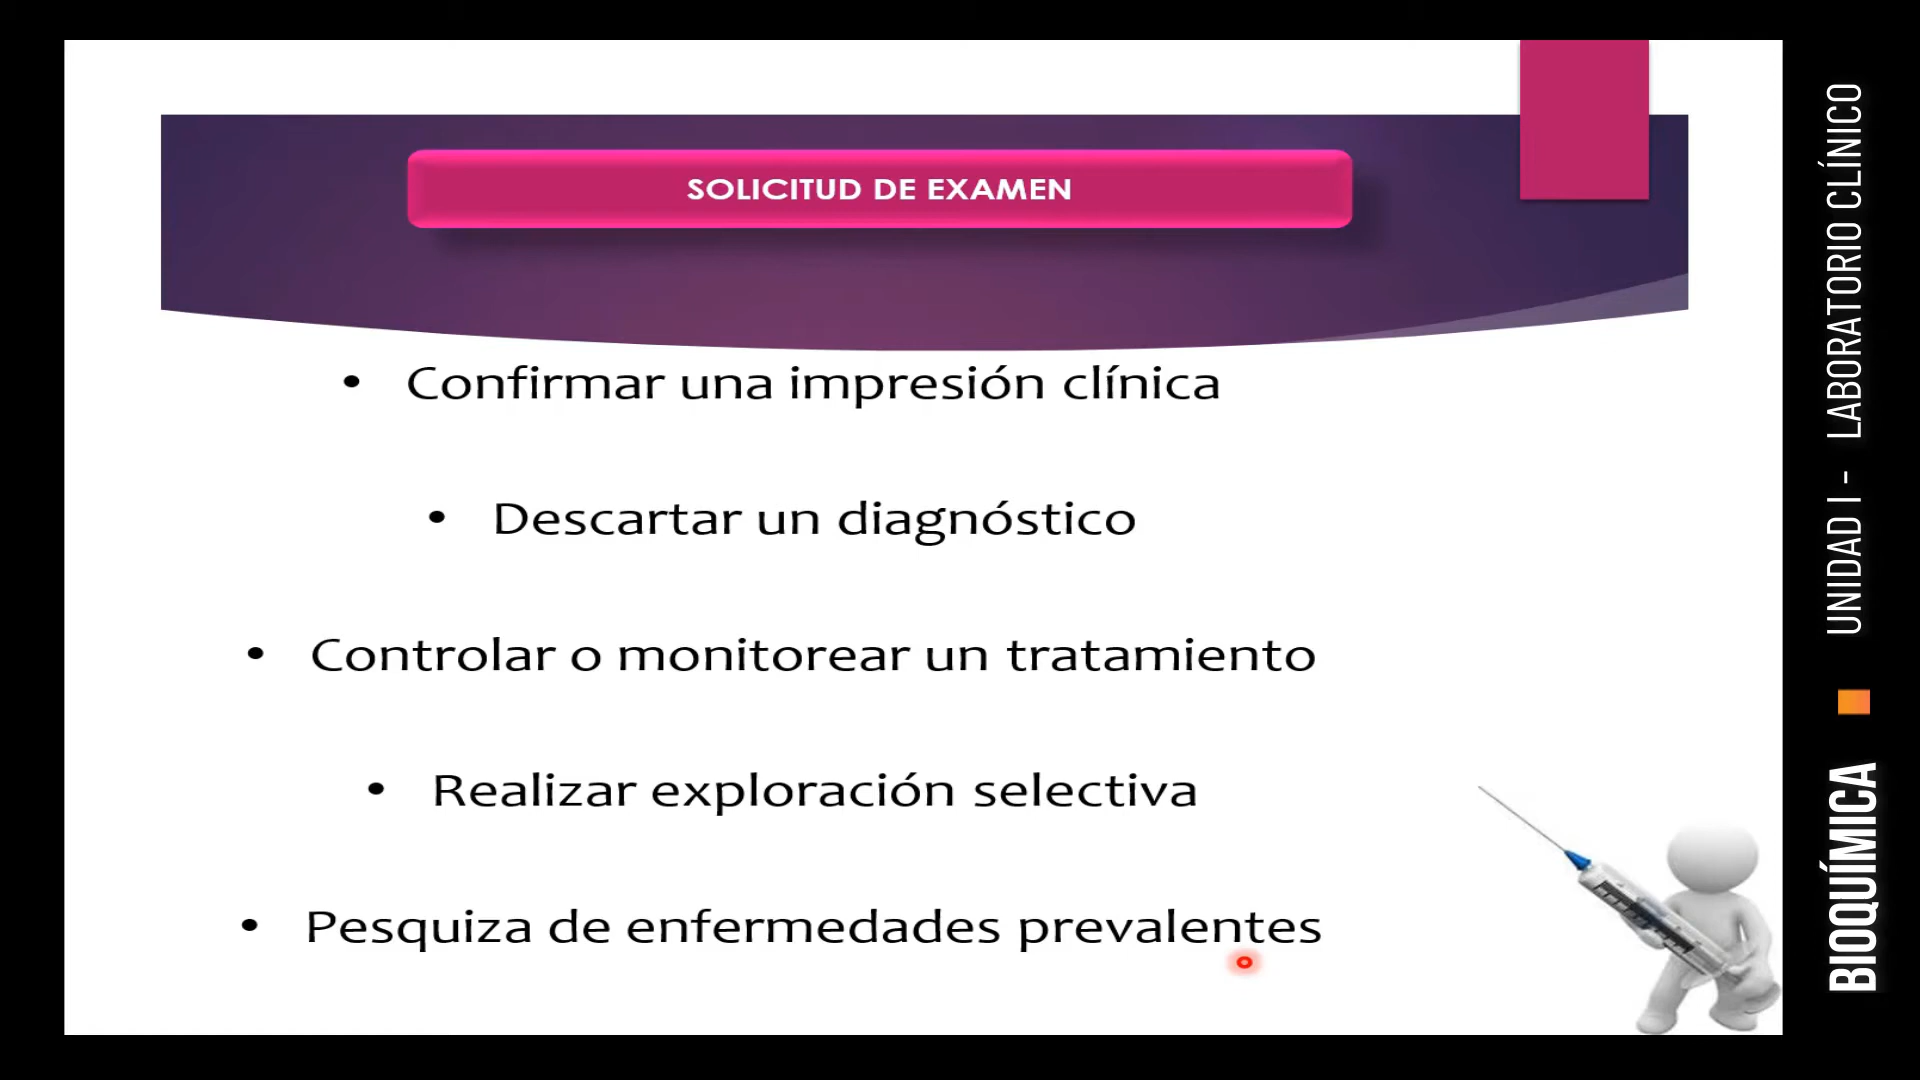 SOLICITUD DE EXAMEN
• Confirmar una impresión clínica
• Descartar un diagnóstico
• Controlar o monitorear un tratamiento
• Realizar exploración selectiva
• Pesquiza de enfermedades prevalentes
BIOQUÍMICA ■ UNIDAD I - LABORATORIO CLÍNICO